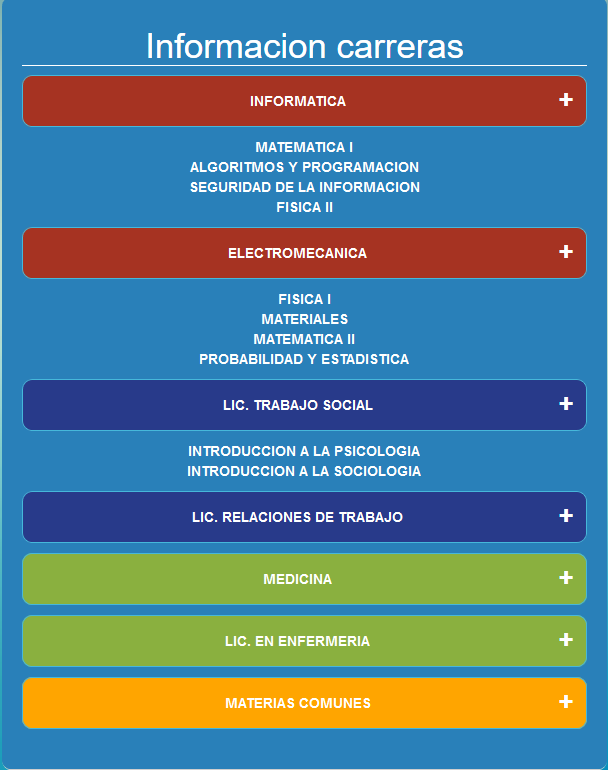 Informacion carreras
INFORMATICA +
MATEMATICA I
ALGORITMOS Y PROGRAMACION
SEGURIDAD DE LA INFORMACION
FISICA II
ELECTROMECANICA +
FISICA I
MATERIALES
MATEMATICA II
PROBABILIDAD Y ESTADISTICA
LIC. TRABAJO SOCIAL +
INTRODUCCION A LA PSICOLOGIA
INTRODUCCION A LA SOCIOLOGIA
LIC. RELACIONES DE TRABAJO +
MEDICINA +
LIC. EN ENFERMERIA +
MATERIAS COMUNES +